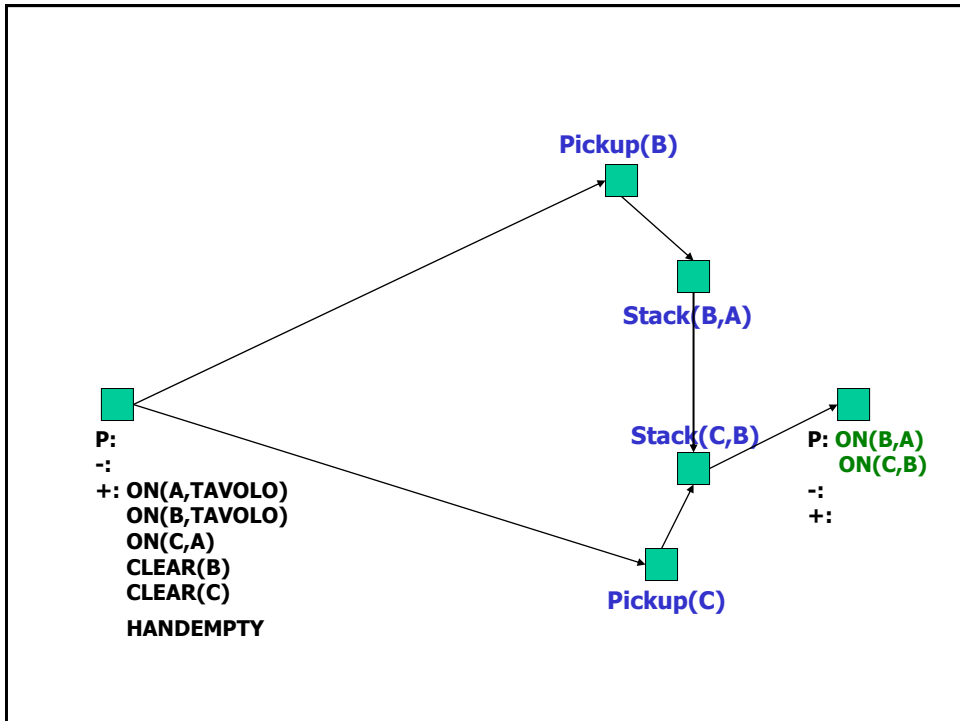 Pickup(B)
Stack(B,A)
Stack(C,B)
P:
-:
+: ON(A,TAVOLO)
ON(B,TAVOLO)
ON(C,A)
CLEAR(B)
CLEAR(C)
HANDEMPTY
P: ON(B,A)
ON(C,B)
-:
+:
Pickup(C)